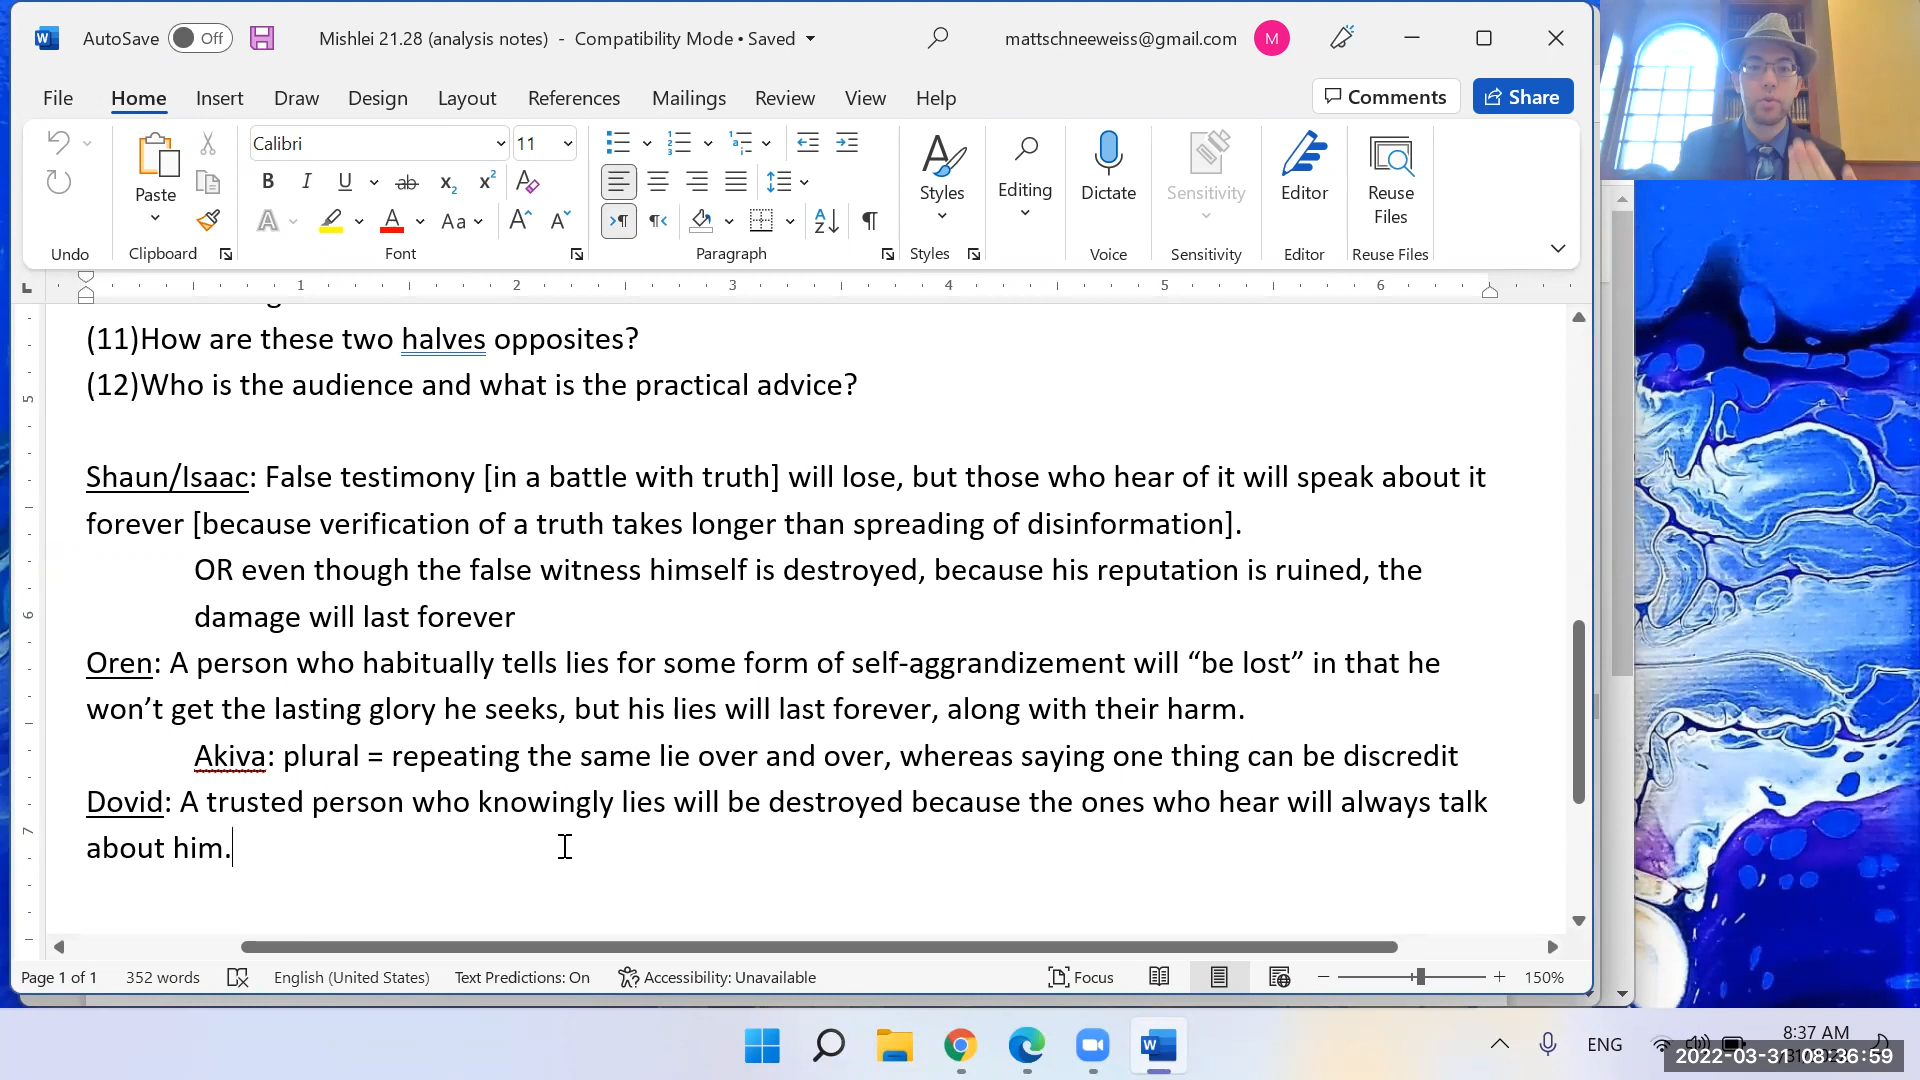 AutoSave Off Mishlei 21.28 (analysis notes) - Compatibility Mode • Saved mattschneeweiss@gmail.com M
File Home Insert Draw Design Layout References Mailings Review View Help Comments Share
Calibri 11
Paste Styles Editing Dictate Sensitivity Editor Reuse Files
Undo Clipboard Font Paragraph Styles Voice Sensitivity Editor Reuse Files
1 2 3 4 5 6
(11)How are these two halves opposites?
(12)Who is the audience and what is the practical advice?
Shaun/Isaac: False testimony [in a battle with truth] will lose, but those who hear of it will speak about it
forever [because verification of a truth takes longer than spreading of disinformation].
OR even though the false witness himself is destroyed, because his reputation is ruined, the
damage will last forever
Oren: A person who habitually tells lies for some form of self-aggrandizement will “be lost” in that he
won’t get the lasting glory he seeks, but his lies will last forever, along with their harm.
Akiva: plural = repeating the same lie over and over, whereas saying one thing can be discredit
Dovid: A trusted person who knowingly lies will be destroyed because the ones who hear will always talk
about him.
5
6
7
Page 1 of 1 352 words English (United States) Text Predictions: On Accessibility: Unavailable Focus 150%
ENG 8:37 AM
2022-03-31 08:36:59